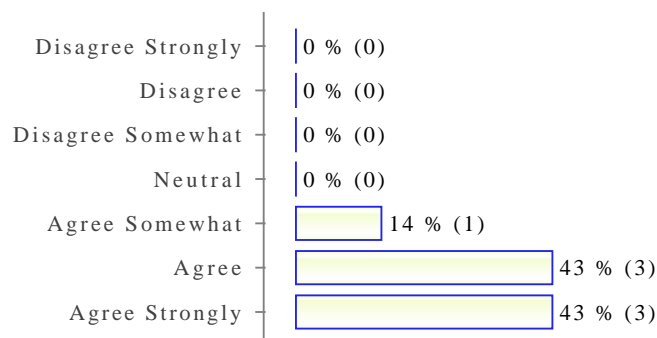 Disagree Strongly 0 % (0)
Disagree 0 % (0)
Disagree Somewhat 0 % (0)
Neutral 0 % (0)
Agree Somewhat 14 % (1)
Agree 43 % (3)
Agree Strongly 43 % (3)